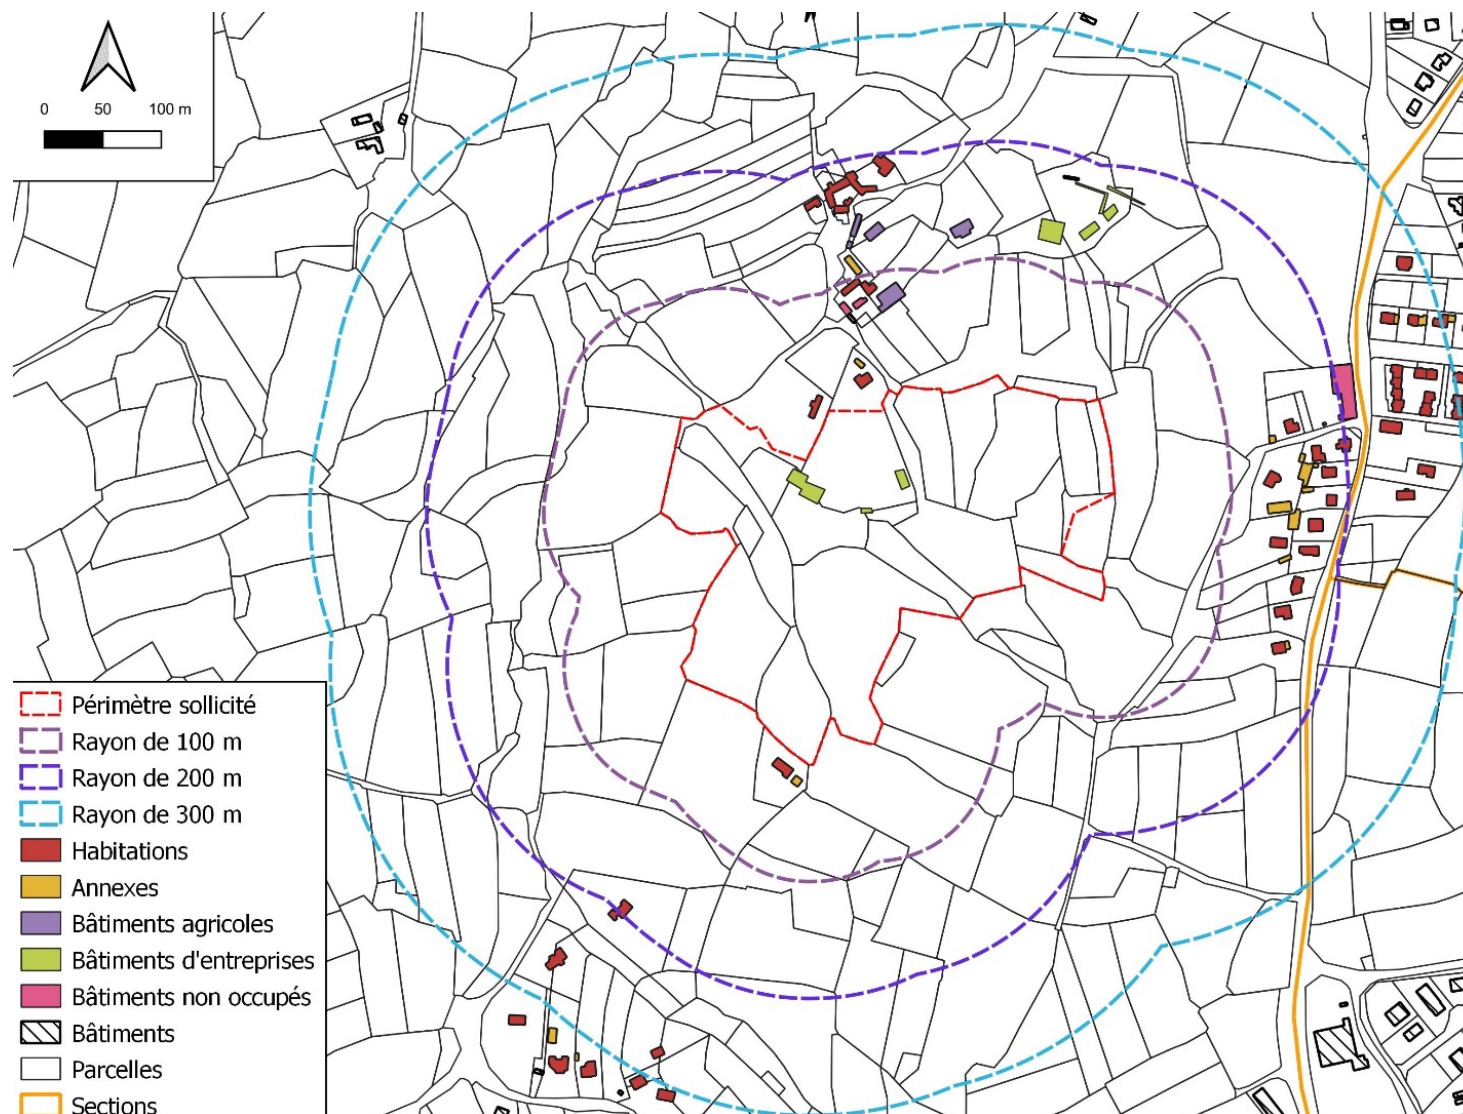 0 50 100 m
Périmètre sollicité
Rayon de 100 m
Rayon de 200 m
Rayon de 300 m
Habitations
Annexes
Bâtiments agricoles
Bâtiments d'entreprises
Bâtiments non occupés
Bâtiments
Parcelles
Sections